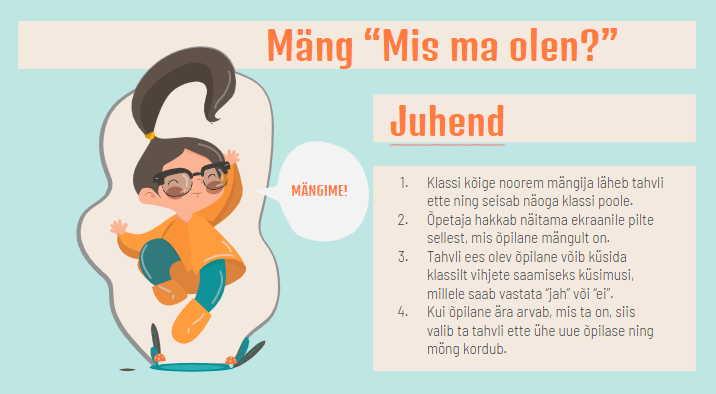 Mäng “Mis ma olen?”
Juhend
MÄNGIME!
1. Klassi kõige noorem mängija läheb tahvli
ette ning seisab näoga klassi poole.
2. Õpetaja hakkab näitama ekraanile pilte
sellest, mis õpilane mängult on.
3. Tahvli ees olev õpilane võib küsida
klassilt vihjete saamiseks küsimusi,
millele saab vastata “jah” või “ei”.
4. Kui õpilane ära arvab, mis ta on, siis
valib ta tahvli ette ühe uue õpilase ning
möng kordub.